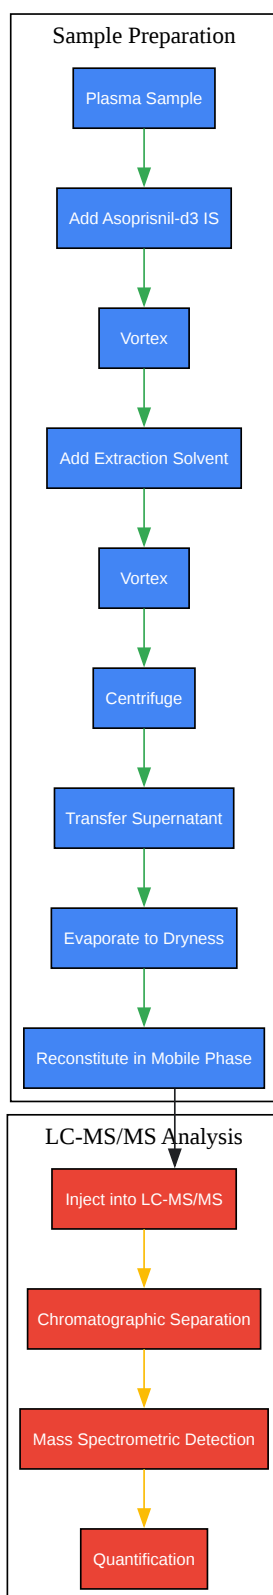 Sample Preparation
Plasma Sample
Add Asoprisnil-d3 IS
Vortex
Add Extraction Solvent
Vortex
Centrifuge
Transfer Supernatant
Evaporate to Dryness
Reconstitute in Mobile Phase
LC-MS/MS Analysis
Inject into LC-MS/MS
Chromatographic Separation
Mass Spectrometric Detection
Quantification